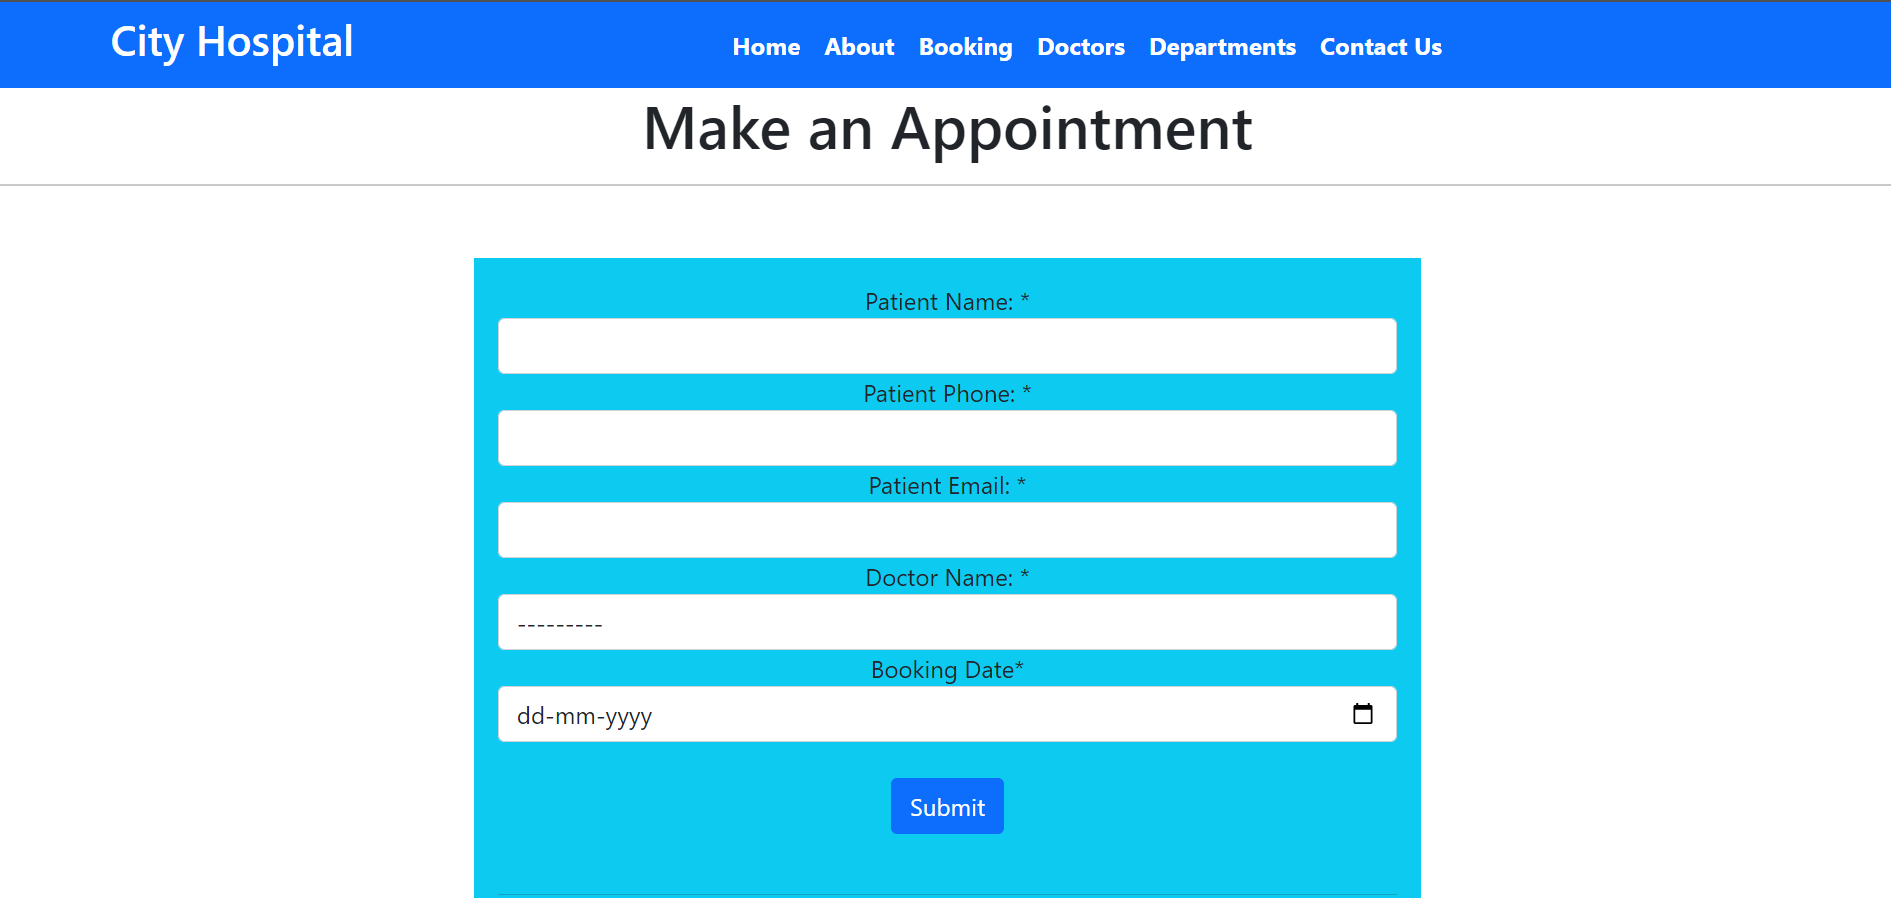 City Hospital
Home About Booking Doctors Departments Contact Us
Make an Appointment
Patient Name: *
Patient Phone: *
Patient Email: *
Doctor Name: *
---------
Booking Date*
dd-mm-yyyy
Submit